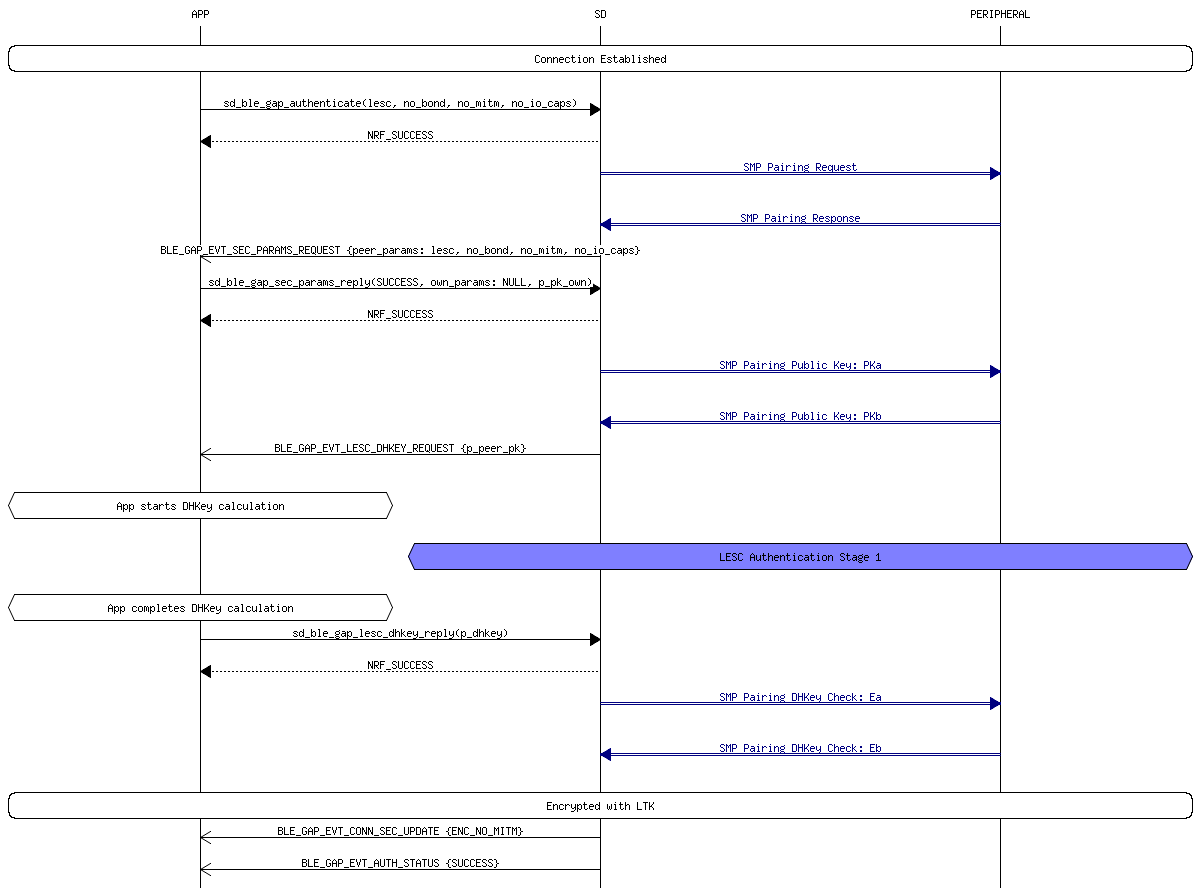 APP SD PERIPHERAL
Connection Established
sd_ble_gap_authenticate(lesc, no_bond, no_mitm, no_io_caps)
NRF_SUCCESS
SMP Pairing Request
SMP Pairing Response
BLE_GAP_EVT_SEC_PARAMS_REQUEST {peer_params: lesc, no_bond, no_mitm, no_io_caps}
sd_ble_gap_sec_params_reply(SUCCESS, own_params: NULL, p_pk_own)
NRF_SUCCESS
SMP Pairing Public Key: PKa
SMP Pairing Public Key: PKb
BLE_GAP_EVT_LESC_DHKEY_REQUEST {p_peer_pk}
App starts DHKey calculation
LESC Authentication Stage 1
App completes DHKey calculation
sd_ble_gap_lesc_dhkey_reply(p_dhkey)
NRF_SUCCESS
SMP Pairing DHKey Check: Ea
SMP Pairing DHKey Check: Eb
Encrypted with LTK
BLE_GAP_EVT_CONN_SEC_UPDATE {ENC_NO_MITM}
BLE_GAP_EVT_AUTH_STATUS {SUCCESS}